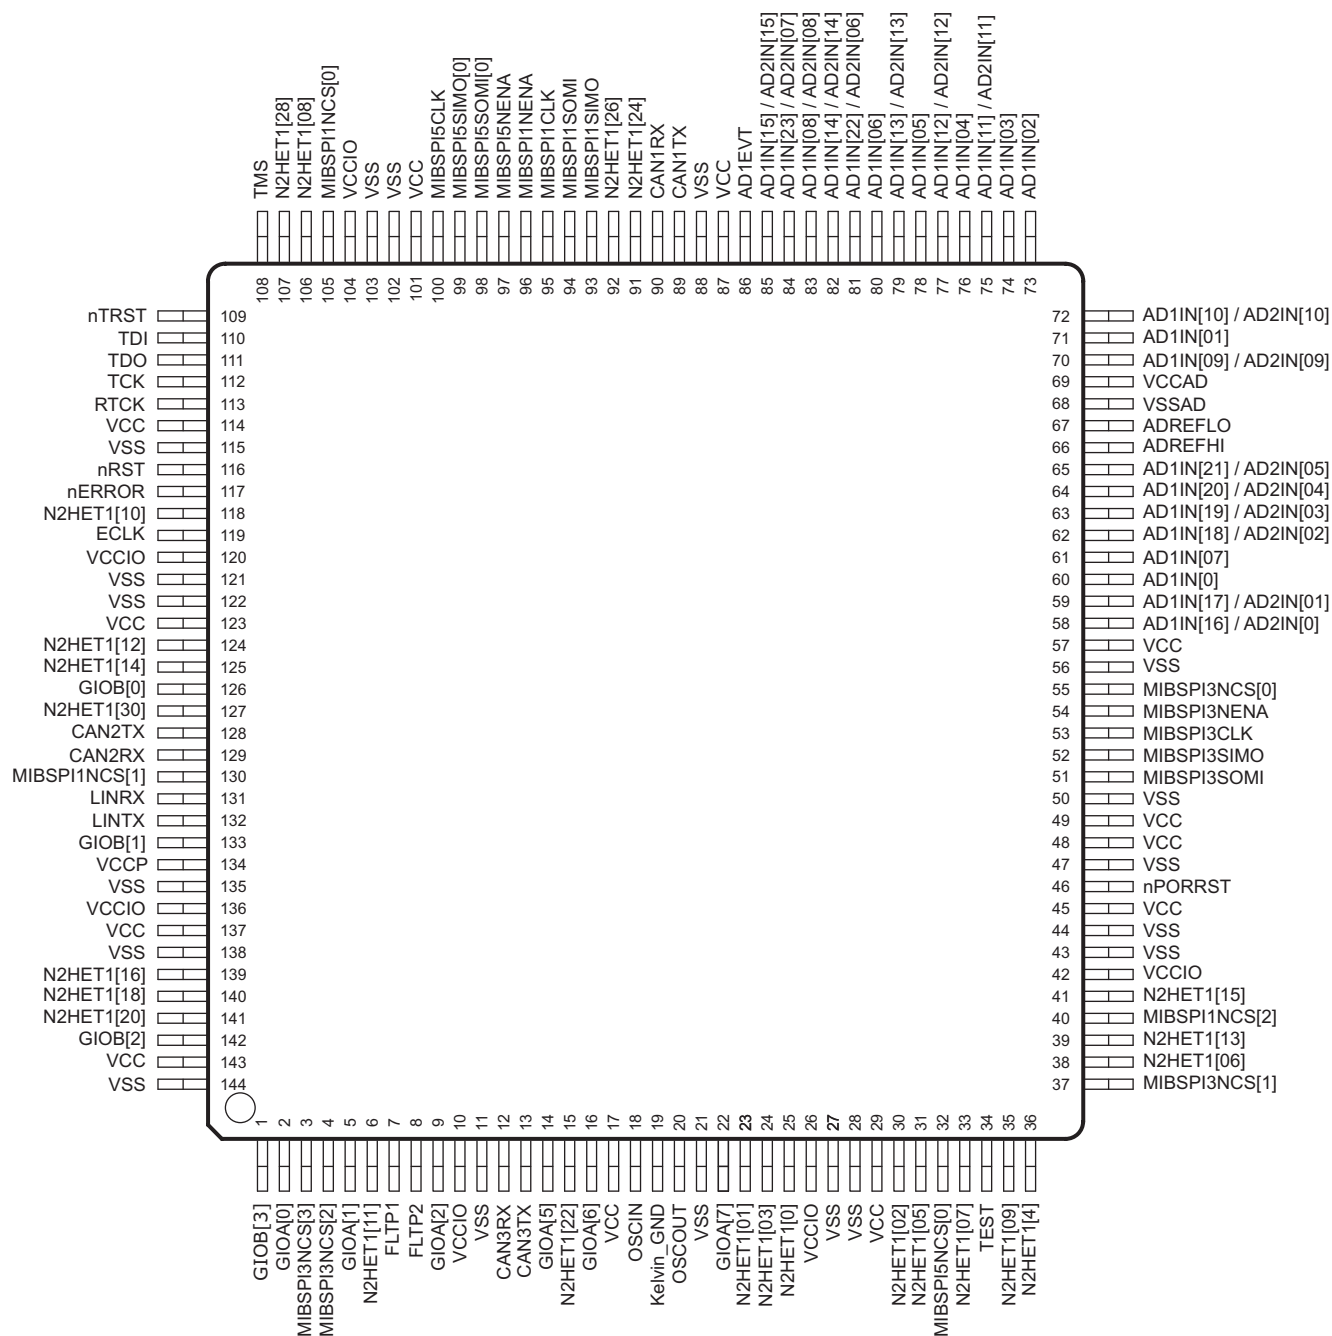 TMS
N2HET1[28]
N2HET1[08]
MIBSPI1NCS[0]
VCCIO
VSS
VSS
VCC
MIBSPI5CLK
MIBSPI5SIMO[0]
MIBSPI5SOMI[0]
MIBSPI5NENA
MIBSPI1NENA
MIBSPI1CLK
MIBSPI1SOMI
MIBSPI1SIMO
N2HET1[26]
N2HET1[24]
CAN1RX
CAN1TX
VSS
VCC
AD1EVT
AD1IN[15] / AD2IN[15]
AD1IN[23] / AD2IN[07]
AD1IN[08] / AD2IN[08]
AD1IN[14] / AD2IN[14]
AD1IN[22] / AD2IN[06]
AD1IN[06]
AD1IN[13] / AD2IN[13]
AD1IN[05]
AD1IN[12] / AD2IN[12]
AD1IN[04]
AD1IN[11] / AD2IN[11]
AD1IN[03]
AD1IN[02]
108
107
106
105
104
103
102
101
100
99
98
97
96
95
94
93
92
91
90
89
88
87
86
85
84
83
82
81
80
79
78
77
76
75
74
73
nTRST 109
TDI 110
TDO 111
TCK 112
RTCK 113
VCC 114
VSS 115
nRST 116
nERROR 117
N2HET1[10] 118
ECLK 119
VCCIO 120
VSS 121
VSS 122
VCC 123
N2HET1[12] 124
N2HET1[14] 125
GIOB[0] 126
N2HET1[30] 127
CAN2TX 128
CAN2RX 129
MIBSPI1NCS[1] 130
LINRX 131
LINTX 132
GIOB[1] 133
VCCP 134
VSS 135
VCCIO 136
VCC 137
VSS 138
N2HET1[16] 139
N2HET1[18] 140
N2HET1[20] 141
GIOB[2] 142
VCC 143
VSS 144
72 AD1IN[10] / AD2IN[10]
71 AD1IN[01]
70 AD1IN[09] / AD2IN[09]
69 VCCAD
68 VSSAD
67 ADREFLO
66 ADREFHI
65 AD1IN[21] / AD2IN[05]
64 AD1IN[20] / AD2IN[04]
63 AD1IN[19] / AD2IN[03]
62 AD1IN[18] / AD2IN[02]
61 AD1IN[07]
60 AD1IN[0]
59 AD1IN[17] / AD2IN[01]
58 AD1IN[16] / AD2IN[0]
57 VCC
56 VSS
55 MIBSPI3NCS[0]
54 MIBSPI3NENA
53 MIBSPI3CLK
52 MIBSPI3SIMO
51 MIBSPI3SOMI
50 VSS
49 VCC
48 VCC
47 VSS
46 nPORRST
45 VCC
44 VSS
43 VSS
42 VCCIO
41 N2HET1[15]
40 MIBSPI1NCS[2]
39 N2HET1[13]
38 N2HET1[06]
37 MIBSPI3NCS[1]
1
2
3
4
5
6
7
8
9
10
11
12
13
14
15
16
17
18
19
20
21
22
23
24
25
26
27
28
29
30
31
32
33
34
35
36
GIOB[3]
GIOA[0]
MIBSPI3NCS[3]
MIBSPI3NCS[2]
GIOA[1]
N2HET1[11]
FLTP1
FLTP2
GIOA[2]
VCCIO
VSS
CAN3RX
CAN3TX
GIOA[5]
N2HET1[22]
GIOA[6]
VCC
OSCIN
Kelvin_GND
OSCOUT
VSS
GIOA[7]
N2HET1[01]
N2HET1[03]
N2HET1[0]
VCCIO
VSS
VSS
VCC
N2HET1[02]
N2HET1[05]
MIBSPI5NCS[0]
N2HET1[07]
TEST
N2HET1[09]
N2HET1[4]